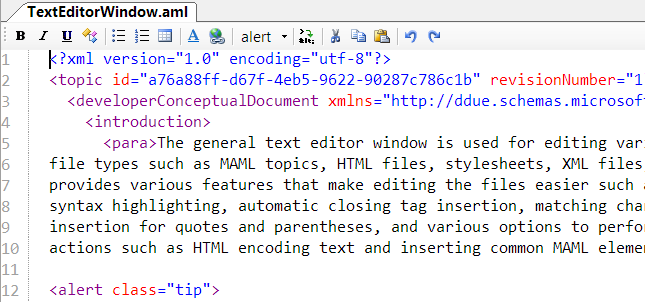 TextEditorWindow.aml
B I U alert
1 <?xml version="1.0" encoding="utf-8"?>
2 <topic id="a76a88ff-d67f-4eb5-9622-90287c786c1b" revisionNumber="1
3 <developerConceptualDocument xmlns="http://ddue.schemas.microsof
4 <introduction>
5 <para>The general text editor window is used for editing vari
6 file types such as MAML topics, HTML files, stylesheets, XML files
7 provides various features that make editing the files easier such a
8 syntax highlighting, automatic closing tag insertion, matching cha
9 insertion for quotes and parentheses, and various options to perfo
10 actions such as HTML encoding text and inserting common MAML eleme
11
12 <alert class="tip">